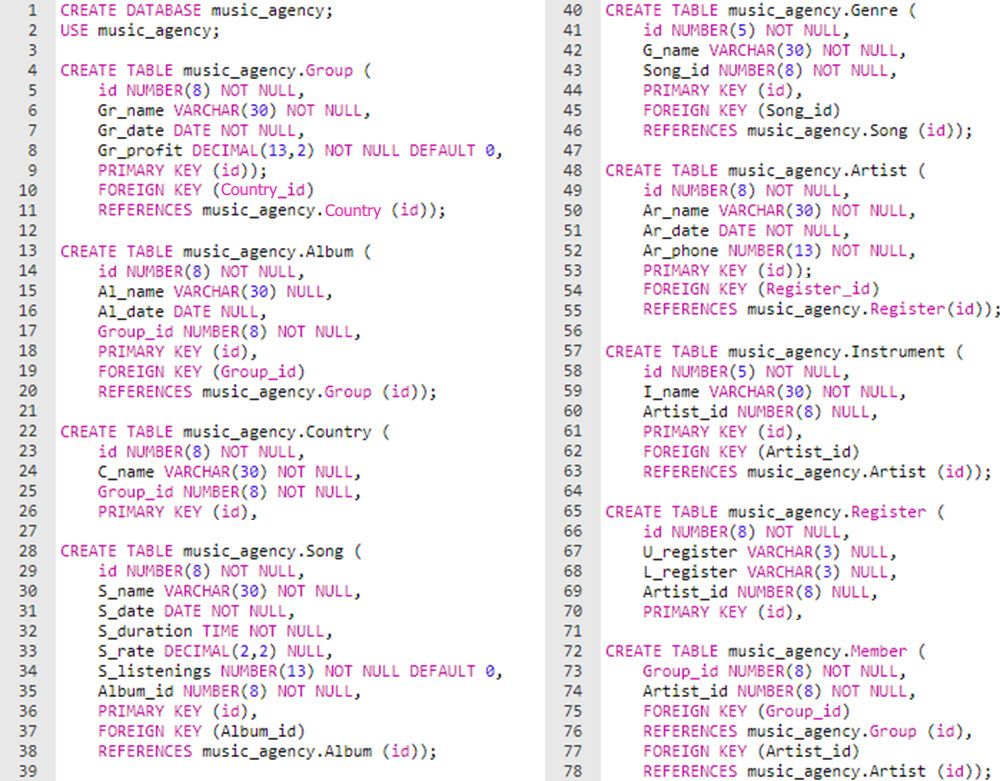 1 CREATE DATABASE music_agency;
2 USE music_agency;
3
4 CREATE TABLE music_agency.Group (
5 id NUMBER(8) NOT NULL,
6 Gr_name VARCHAR(30) NOT NULL,
7 Gr_date DATE NOT NULL,
8 Gr_profit DECIMAL(13,2) NOT NULL DEFAULT 0,
9 PRIMARY KEY (id));
10 FOREIGN KEY (Country_id)
11 REFERENCES music_agency.Country (id));
12
13 CREATE TABLE music_agency.Album (
14 id NUMBER(8) NOT NULL,
15 Al_name VARCHAR(30) NULL,
16 Al_date DATE NULL,
17 Group_id NUMBER(8) NOT NULL,
18 PRIMARY KEY (id),
19 FOREIGN KEY (Group_id)
20 REFERENCES music_agency.Group (id));
21
22 CREATE TABLE music_agency.Country (
23 id NUMBER(8) NOT NULL,
24 C_name VARCHAR(30) NOT NULL,
25 Group_id NUMBER(8) NOT NULL,
26 PRIMARY KEY (id),
27
28 CREATE TABLE music_agency.Song (
29 id NUMBER(8) NOT NULL,
30 S_name VARCHAR(30) NOT NULL,
31 S_date DATE NOT NULL,
32 S_duration TIME NOT NULL,
33 S_rate DECIMAL(2,2) NULL,
34 S_listenings NUMBER(13) NOT NULL DEFAULT 0,
35 Album_id NUMBER(8) NOT NULL,
36 PRIMARY KEY (id),
37 FOREIGN KEY (Album_id)
38 REFERENCES music_agency.Album (id));
39
40 CREATE TABLE music_agency.Genre (
41 id NUMBER(5) NOT NULL,
42 G_name VARCHAR(30) NOT NULL,
43 Song_id NUMBER(8) NOT NULL,
44 PRIMARY KEY (id),
45 FOREIGN KEY (Song_id)
46 REFERENCES music_agency.Song (id));
47
48 CREATE TABLE music_agency.Artist (
49 id NUMBER(8) NOT NULL,
50 Ar_name VARCHAR(30) NOT NULL,
51 Ar_date DATE NOT NULL,
52 Ar_phone NUMBER(13) NOT NULL,
53 PRIMARY KEY (id));
54 FOREIGN KEY (Register_id)
55 REFERENCES music_agency.Register(id));
56
57 CREATE TABLE music_agency.Instrument (
58 id NUMBER(5) NOT NULL,
59 I_name VARCHAR(30) NOT NULL,
60 Artist_id NUMBER(8) NULL,
61 PRIMARY KEY (id),
62 FOREIGN KEY (Artist_id)
63 REFERENCES music_agency.Artist (id));
64
65 CREATE TABLE music_agency.Register (
66 id NUMBER(8) NOT NULL,
67 U_register VARCHAR(3) NULL,
68 L_register VARCHAR(3) NULL,
69 Artist_id NUMBER(8) NULL,
70 PRIMARY KEY (id),
71
72 CREATE TABLE music_agency.Member (
73 Group_id NUMBER(8) NOT NULL,
74 Artist_id NUMBER(8) NOT NULL,
75 FOREIGN KEY (Group_id)
76 REFERENCES music_agency.Group (id),
77 FOREIGN KEY (Artist_id)
78 REFERENCES music_agency.Artist (id));